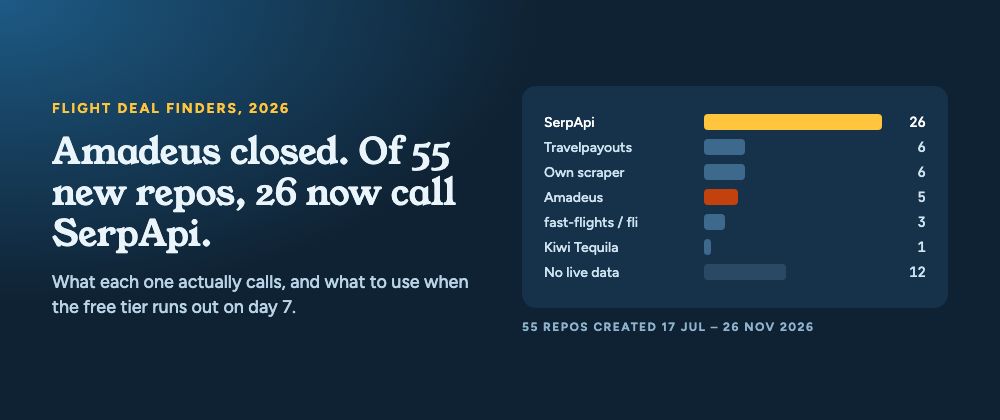 FLIGHT DEAL FINDERS, 2026
Amadeus closed. Of 55
new repos, 26 now call
SerpApi.
What each one actually calls, and what to use when
the free tier runs out on day 7.
SerpApi 26
Travelpayouts 6
Own scraper 6
Amadeus 5
fast-flights / fli 3
Kiwi Tequila 1
No live data 12
55 REPOS CREATED 17 JUL – 26 NOV 2026